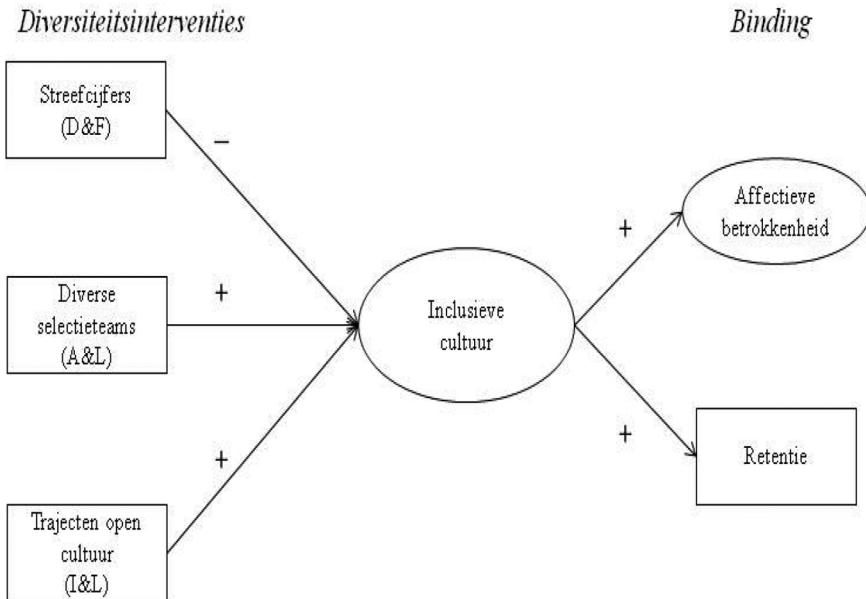 Diversiteitsinterventies
Binding
Streefcijfers
(D&F)
–
Affectieve
betrokkenheid
+
+
Diverse
selectieteams
(A&L)
Inclusieve
cultuur
+
+
Retentie
Trajecten open
cultuur
(I&L)